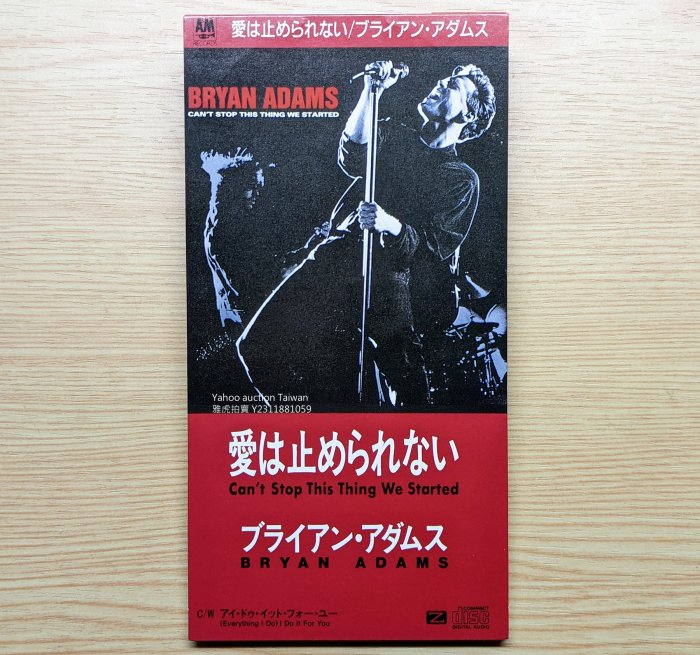 AM
RECORDS
愛は止められない/ブライアン・アダムス
BRYAN ADAMS
CAN'T STOP THIS THING WE STARTED
Yahoo auction Taiwan
雅虎拍賣 Y2311881059
愛は止められない
Can't Stop This Thing We Started
ブライアン・アダムス
BRYAN ADAMS
C/W アイ・ドゥ・イット・フォー・ユー
(Everything I Do) I Do It For You
Z
COMPACT
disc
DIGITAL AUDIO